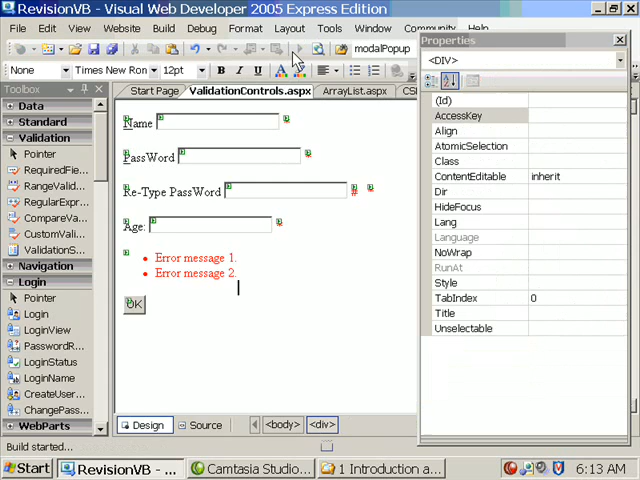 RevisionVB - Visual Web Developer 2005 Express Edition
File Edit View Website Build Debug Format Layout Tools Window Community Help
modalPopup
None Times New Rom 12pt B I U A
Toolbox
Data
Standard
Validation
Pointer
RequiredF...
RangeValid...
RegularExpr...
CompareVa...
CustomVali...
ValidationS...
Navigation
Login
Pointer
Login
LoginView
PasswordR...
LoginStatus
LoginName
CreateUser...
ChangePass...
WebParts
Start Page ValidationControls.aspx ArrayList.aspx
Name
PassWord
Re-Type PassWord
Age:
Error message 1.
Error message 2.
OK
Design Source <body> <div>
Properties
<DIV>
(Id)
AccessKey
Align
AtomicSelection
Class
ContentEditable inherit
Dir
HideFocus
Lang
Language
NoWrap
RunAt
Style
TabIndex 0
Title
Unselectable
Build started...
Start RevisionVB - ... Camtasia Studio... 1 Introduction a... 6:13 AM